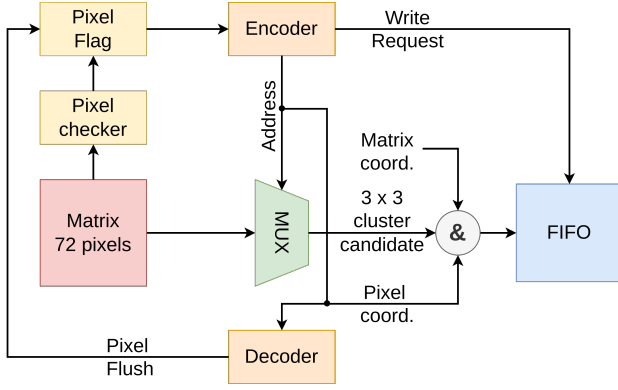 Pixel
Flag
Encoder
Write
Request
Pixel
checker
Address
Matrix
coord.
Matrix
72 pixels
MUX
3 x 3
cluster
candidate
&
FIFO
Pixel
coord.
Pixel
Flush
Decoder